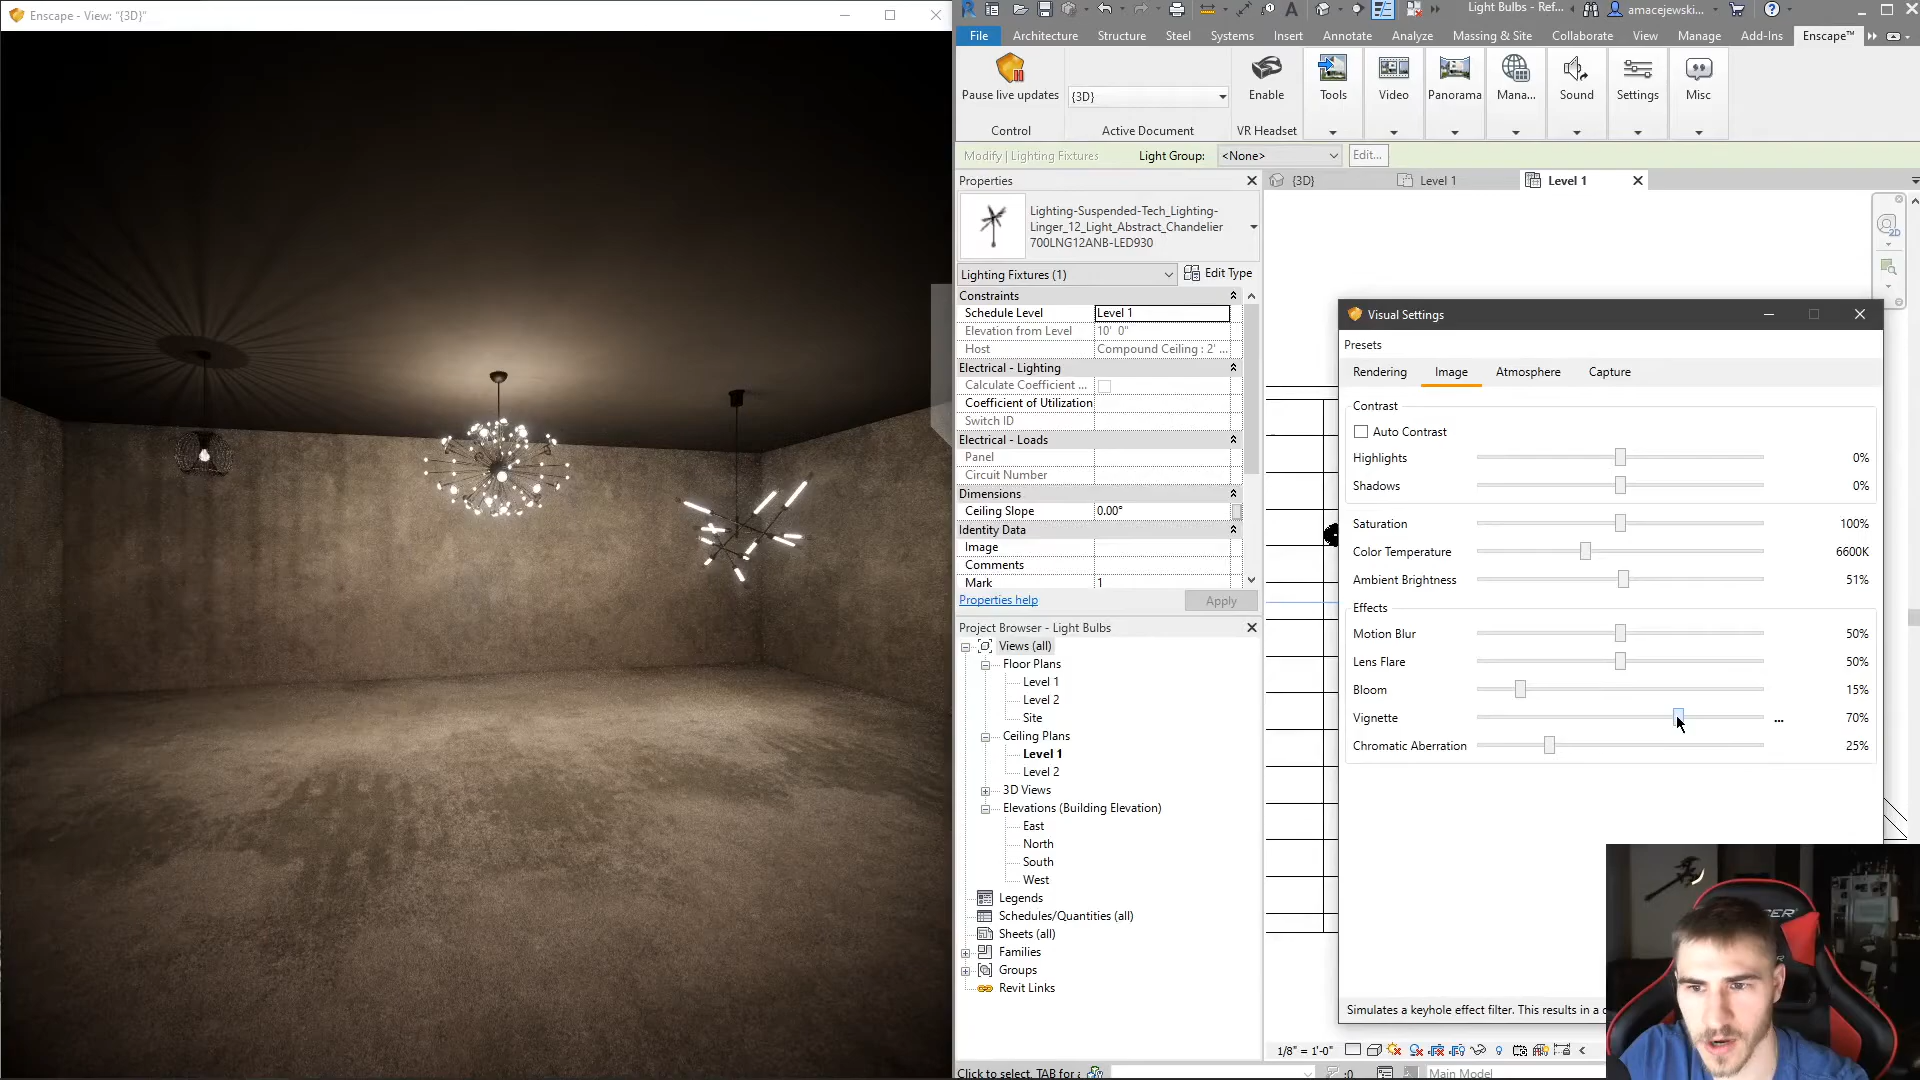 Enscape - View: "{3D}"
Light Bulbs - Ref...
amacejewski...
File Architecture Structure Steel Systems Insert Annotate Analyze Massing & Site Collaborate View Manage Add-Ins Enscape™
Pause live updates
{3D}
Enable Tools Video Panorama Mana... Sound Settings Misc
Control Active Document VR Headset
Modify | Lighting Fixtures Light Group: <None> Edit...
Properties
{3D} Level 1 Level 1
Lighting-Suspended-Tech_Lighting-
Linger_12_Light_Abstract_Chandelier
700LNG12ANB-LED930
2D
Lighting Fixtures (1) Edit Type
Constraints
Schedule Level Level 1
Elevation from Level 10' 0"
Host Compound Ceiling : 2' ...
Electrical - Lighting
Calculate Coefficient ...
Coefficient of Utilization
Switch ID
Electrical - Loads
Panel
Circuit Number
Dimensions
Ceiling Slope 0.00°
Identity Data
Image
Comments
Mark 1
Properties help Apply
Project Browser - Light Bulbs
Views (all)
Floor Plans
Level 1
Level 2
Site
Ceiling Plans
Level 1
Level 2
3D Views
Elevations (Building Elevation)
East
North
South
West
Legends
Schedules/Quantities (all)
Sheets (all)
Families
Groups
Revit Links
Visual Settings
Presets
Rendering Image Atmosphere Capture
Contrast
Auto Contrast
Highlights 0%
Shadows 0%
Saturation 100%
Color Temperature 6600K
Ambient Brightness 51%
Effects
Motion Blur 50%
Lens Flare 50%
Bloom 15%
Vignette ... 70%
Chromatic Aberration 25%
Simulates a keyhole effect filter. This results in a
1/8" = 1'-0"
Click to select, TAB for a :0 Main Model